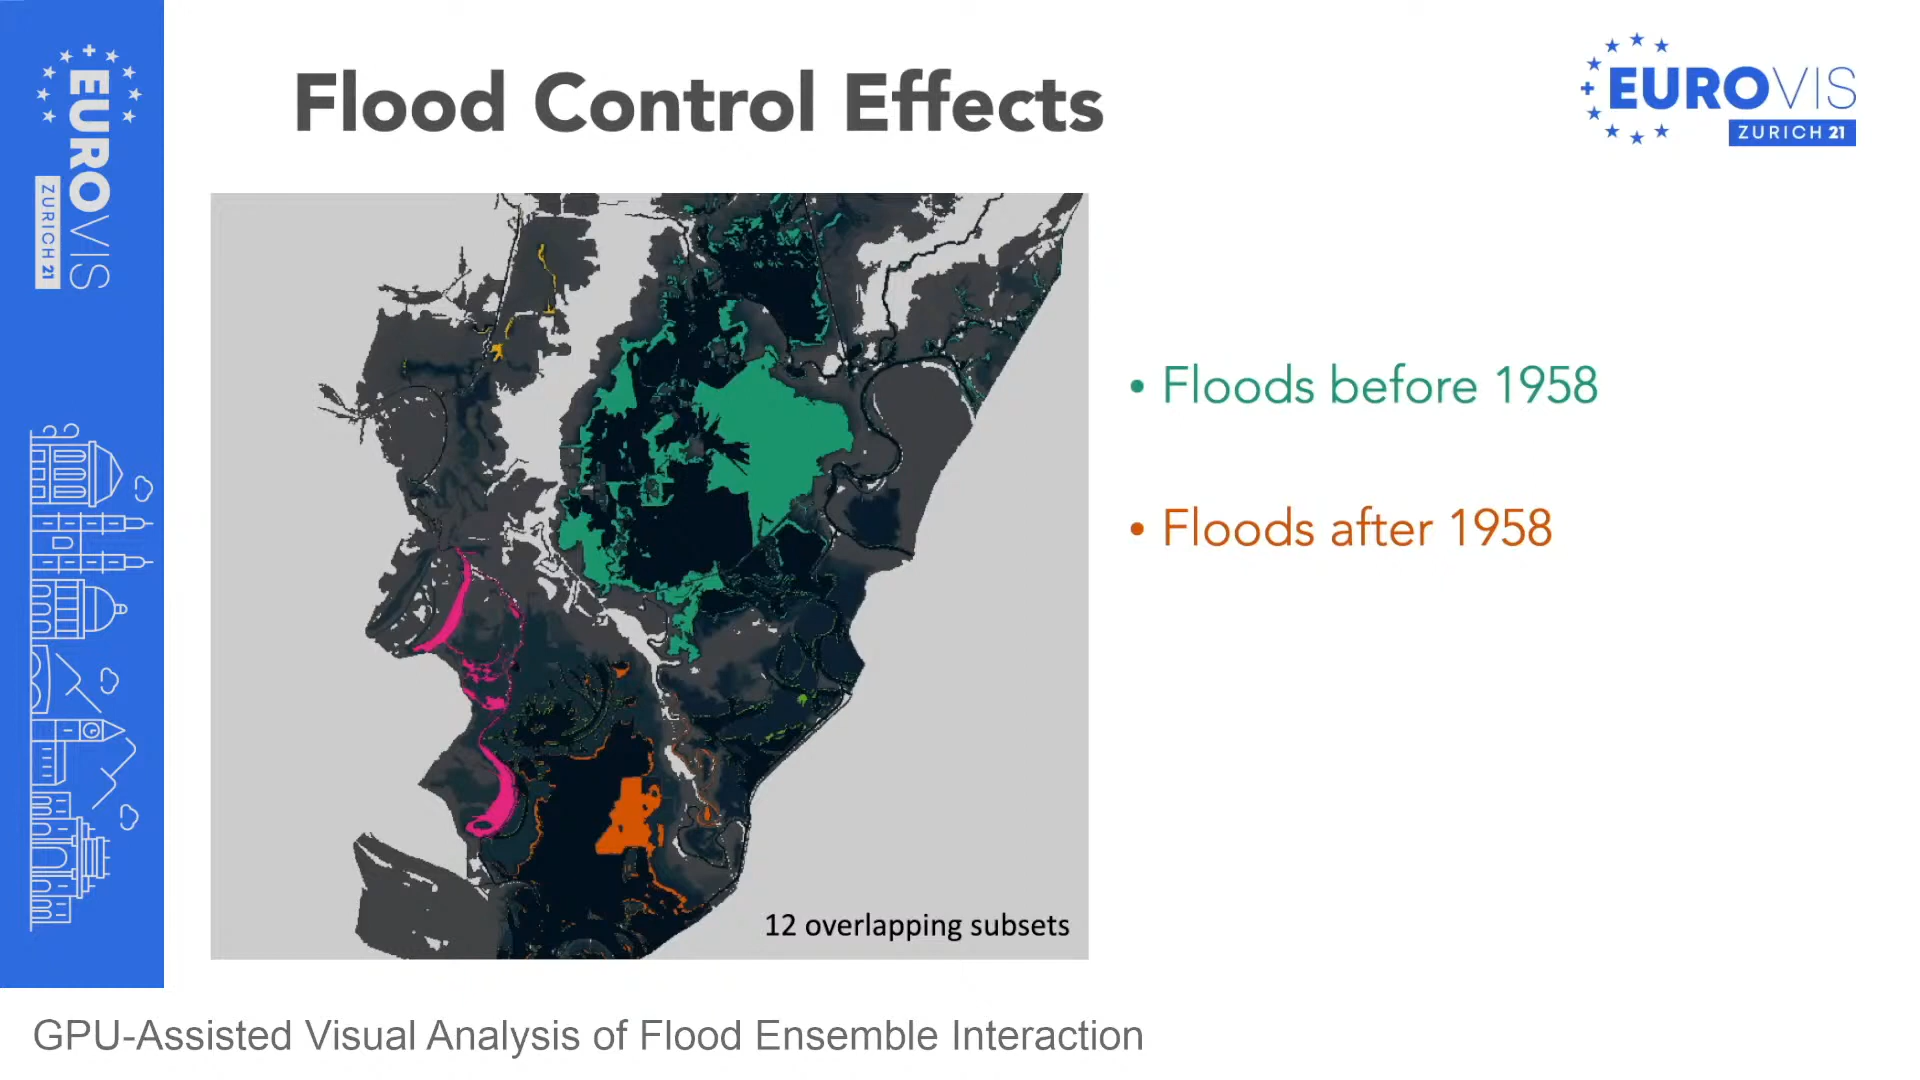 EUROVIS
ZURICH 21
Flood Control Effects
EUROVIS
ZURICH 21
• Floods before 1958
• Floods after 1958
12 overlapping subsets
GPU-Assisted Visual Analysis of Flood Ensemble Interaction